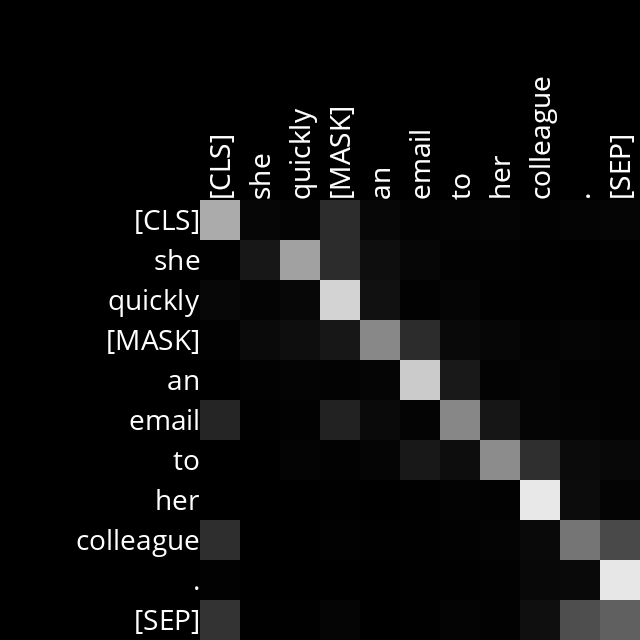 [CLS]
she
quickly
[MASK]
an
email
to
her
colleague
.
[SEP]
[CLS]
she
quickly
[MASK]
an
email
to
her
colleague
.
[SEP]